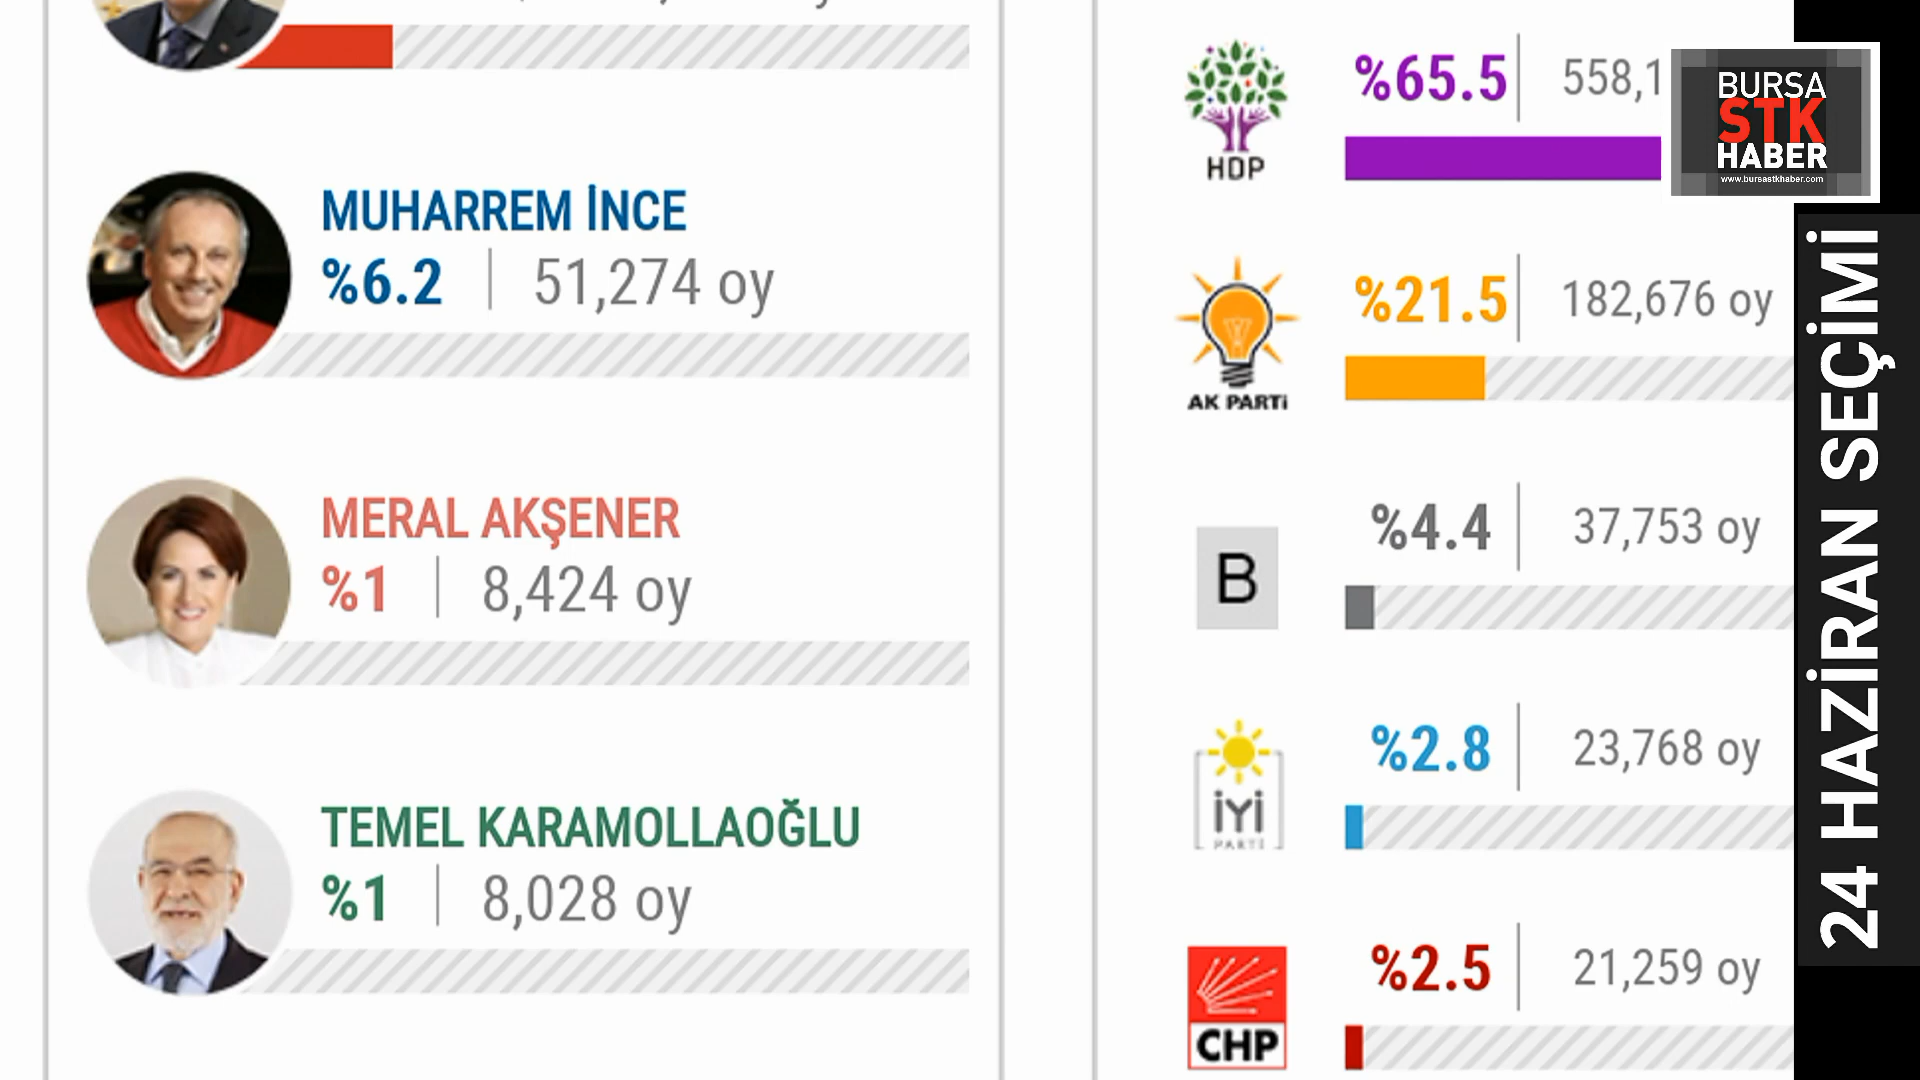 MUHARREM İNCE
%6.2 51,274 oy
MERAL AKŞENER
%1 8,424 oy
TEMEL KARAMOLLAOĞLU
%1 8,028 oy
HDP
%65.5 558,1
AK PARTi
%21.5 182,676 oy
B
%4.4 37,753 oy
İYİ
PARTİ
%2.8 23,768 oy
CHP
%2.5 21,259 oy
BURSA
STK
HABER
www.bursastkhaber.com
24 HAZİRAN SEÇİMİ